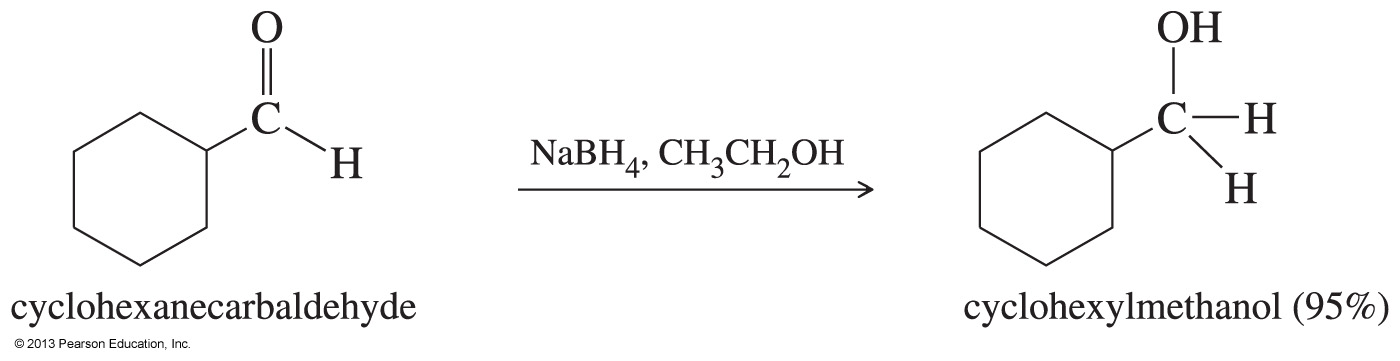 O
C
H
NaBH4, CH3CH2OH
OH
C—H
H
cyclohexanecarbaldehyde
cyclohexylmethanol (95%)
© 2013 Pearson Education, Inc.